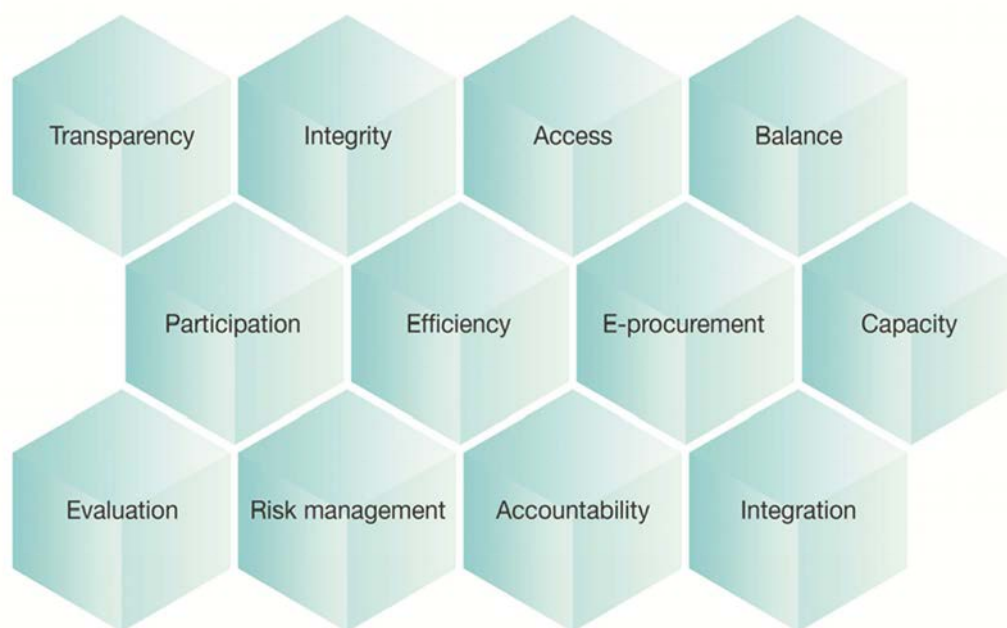 Transparency
Integrity
Access
Balance
Participation
Efficiency
E-procurement
Capacity
Evaluation
Risk management
Accountability
Integration